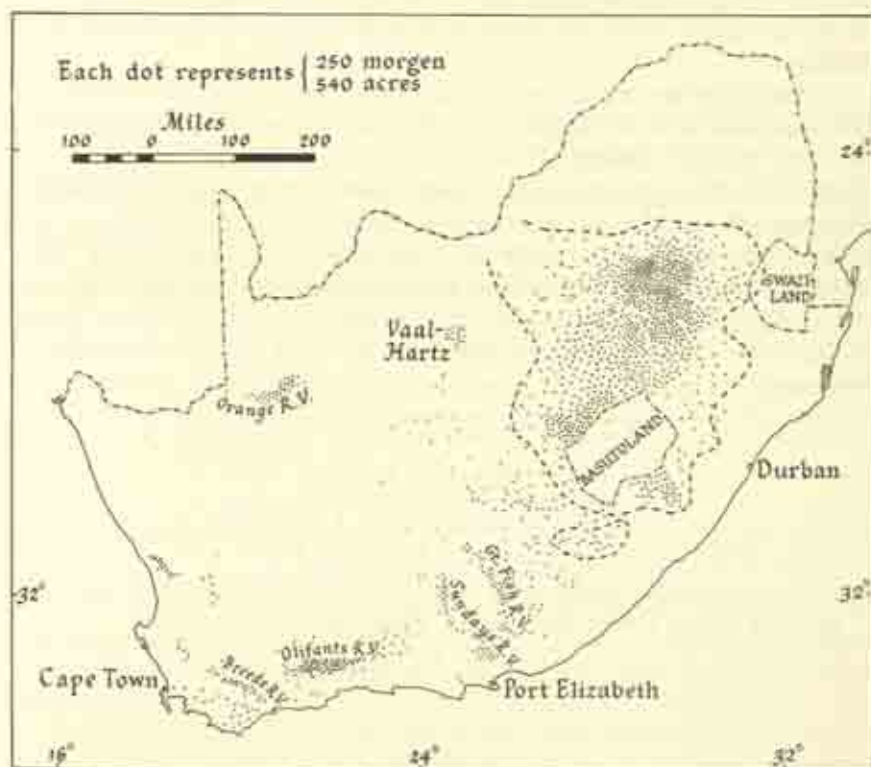 Each dot represents { 250 morgen
540 acres
Miles
100 0 100 200
24°
SWAZI-
LAND
Vaal-
Hartz
Orange R.V.
BASUTOLAND
Durban
Gt. Fish R.V.
32°
32°
Sundays R.V.
Olifants R.V.
Breede R.V.
Cape Town
Port Elizabeth
16°
24°
32°